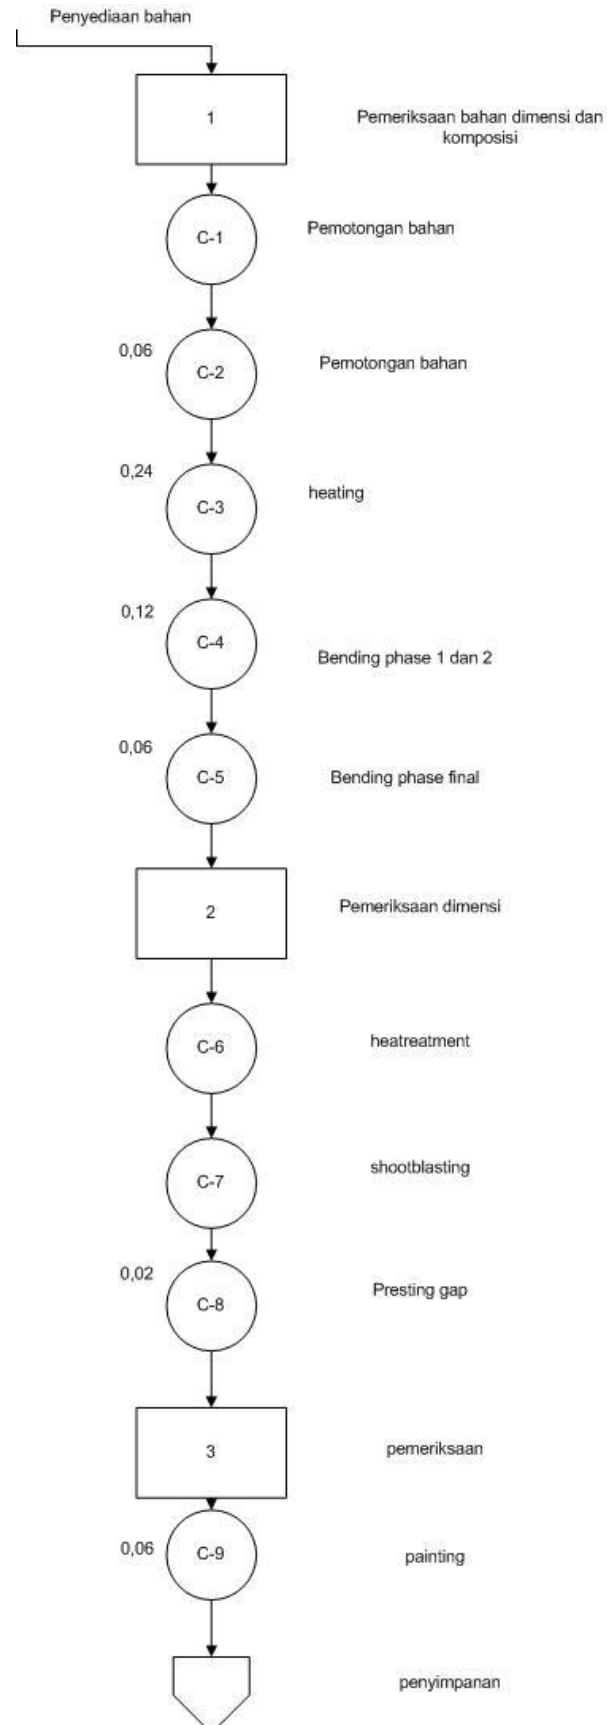 Penyediaan bahan
1
Pemeriksaan bahan dimensi dan
komposisi
C-1
Pemotongan bahan
0,06
C-2
Pemotongan bahan
0,24
C-3
heating
0,12
C-4
Bending phase 1 dan 2
0,06
C-5
Bending phase final
2
Pemeriksaan dimensi
C-6
heatreatment
C-7
shootblasting
0,02
C-8
Presting gap
3
pemeriksaan
0,06
C-9
painting
penyimpanan